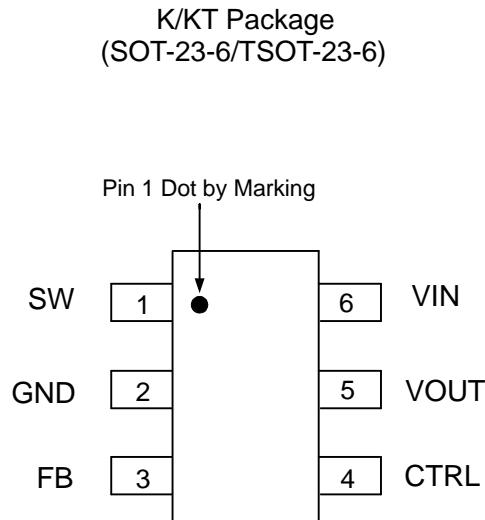 K/KT Package
(SOT-23-6/TSOT-23-6)
Pin 1 Dot by Marking
SW 1 6 VIN
GND 2 5 VOUT
FB 3 4 CTRL